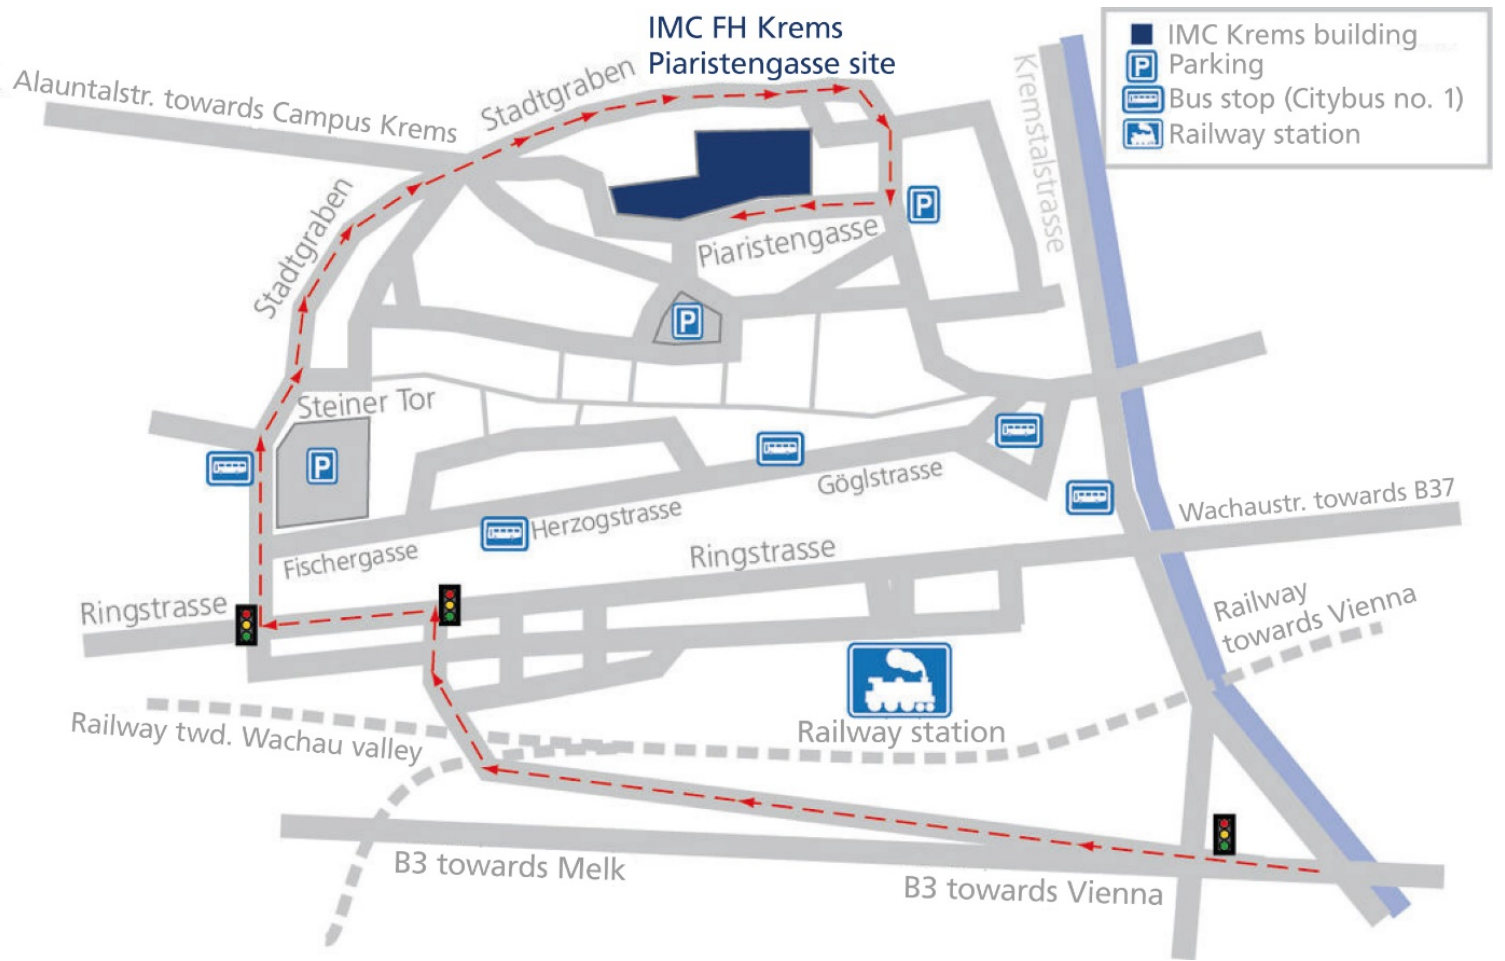 IMC FH Krems
Piaristengasse site
IMC Krems building
P Parking
Bus stop (Citybus no. 1)
Railway station
Alauntalstr. towards Campus Krems
Stadtgraben
Kremstalstrasse
Stadtgraben
P
Piaristengasse
P
Steiner Tor
P
Göglstrasse
Herzogstrasse
Wachaustr. towards B37
Fischergasse
Ringstrasse
Ringstrasse
Railway
towards Vienna
Railway station
Railway twd. Wachau valley
B3 towards Melk
B3 towards Vienna